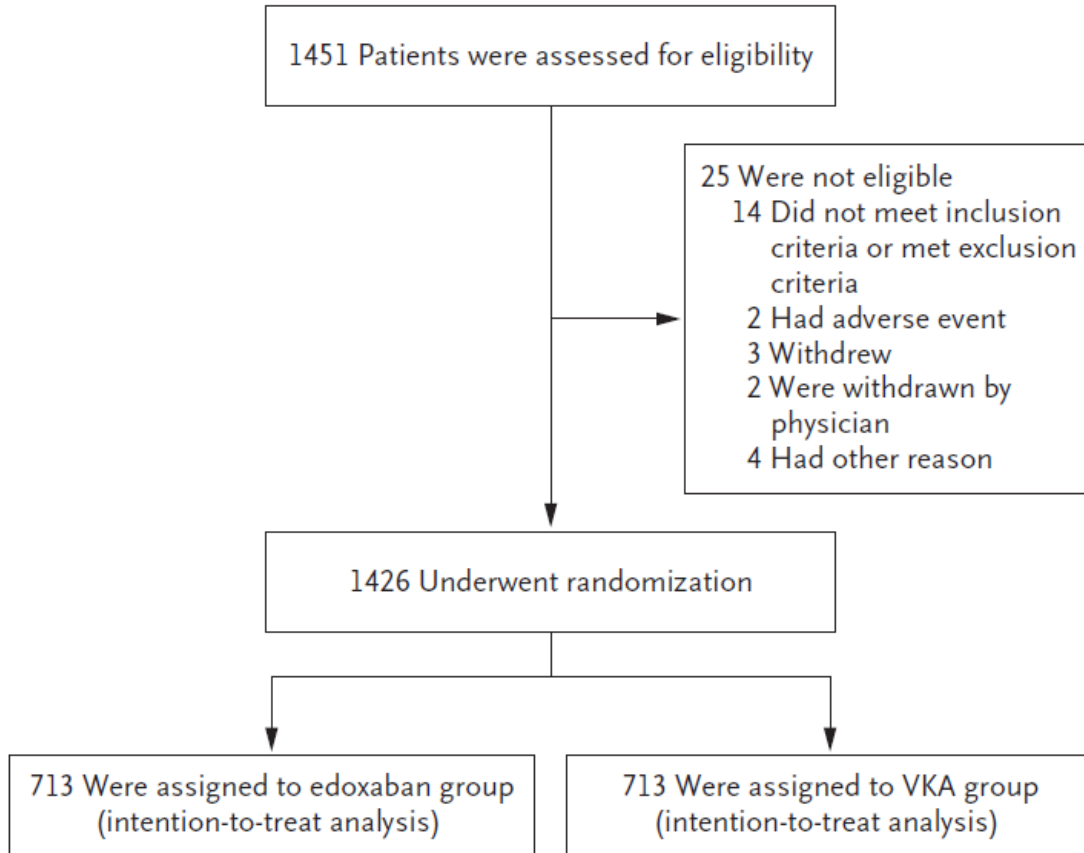 1451 Patients were assessed for eligibility
25 Were not eligible
14 Did not meet inclusion
criteria or met exclusion
criteria
2 Had adverse event
3 Withdrew
2 Were withdrawn by
physician
4 Had other reason
1426 Underwent randomization
713 Were assigned to edoxaban group
(intention-to-treat analysis)
713 Were assigned to VKA group
(intention-to-treat analysis)